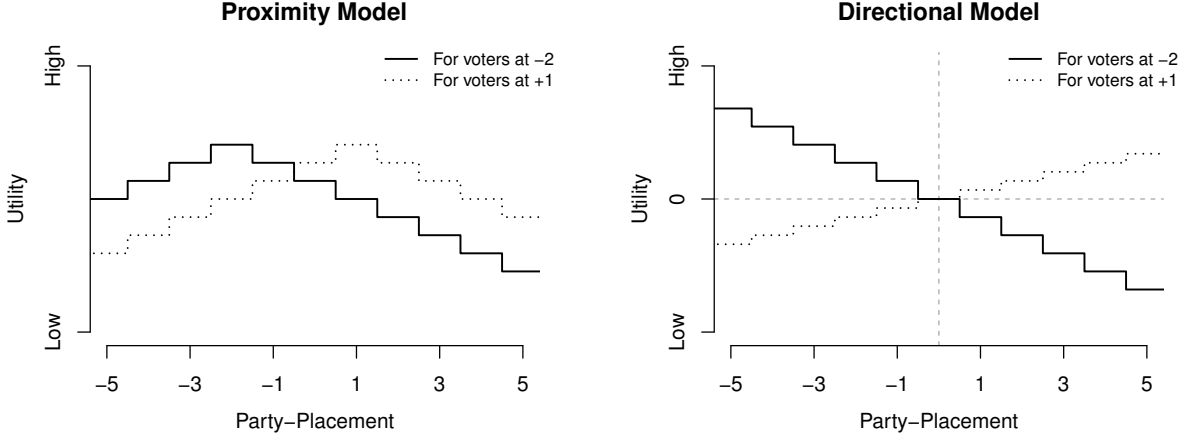 Proximity Model
For voters at −2
For voters at +1
High
Low
Utility
−5 −3 −1 1 3 5
Party−Placement
Directional Model
For voters at −2
For voters at +1
High
0
Low
Utility
−5 −3 −1 1 3 5
Party−Placement